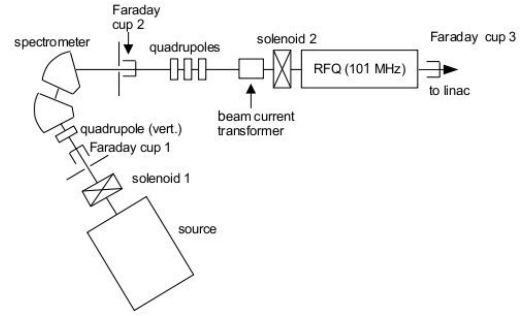 Faraday
cup 2
spectrometer
quadrupoles
solenoid 2
Faraday cup 3
RFQ (101 MHz)
to linac
beam current
transformer
quadrupole (vert.)
Faraday cup 1
solenoid 1
source